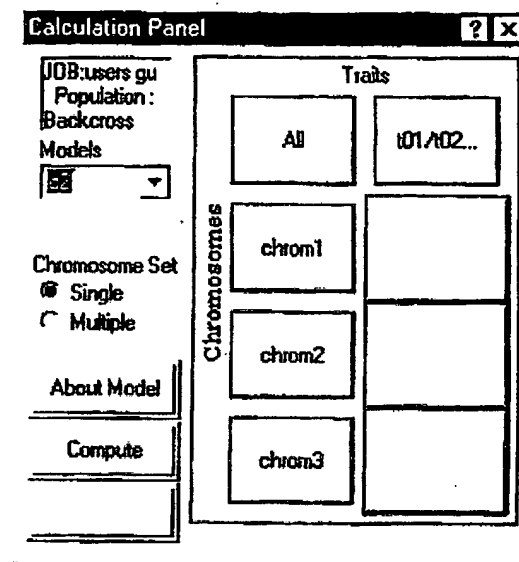 Calculation Panel ? X
JOB:users gu
Population :
Backcross
Models
Chromosome Set
Single
Multiple
About Model
Compute
Traits
All t01/t02...
Chromosomes
chrom1
chrom2
chrom3